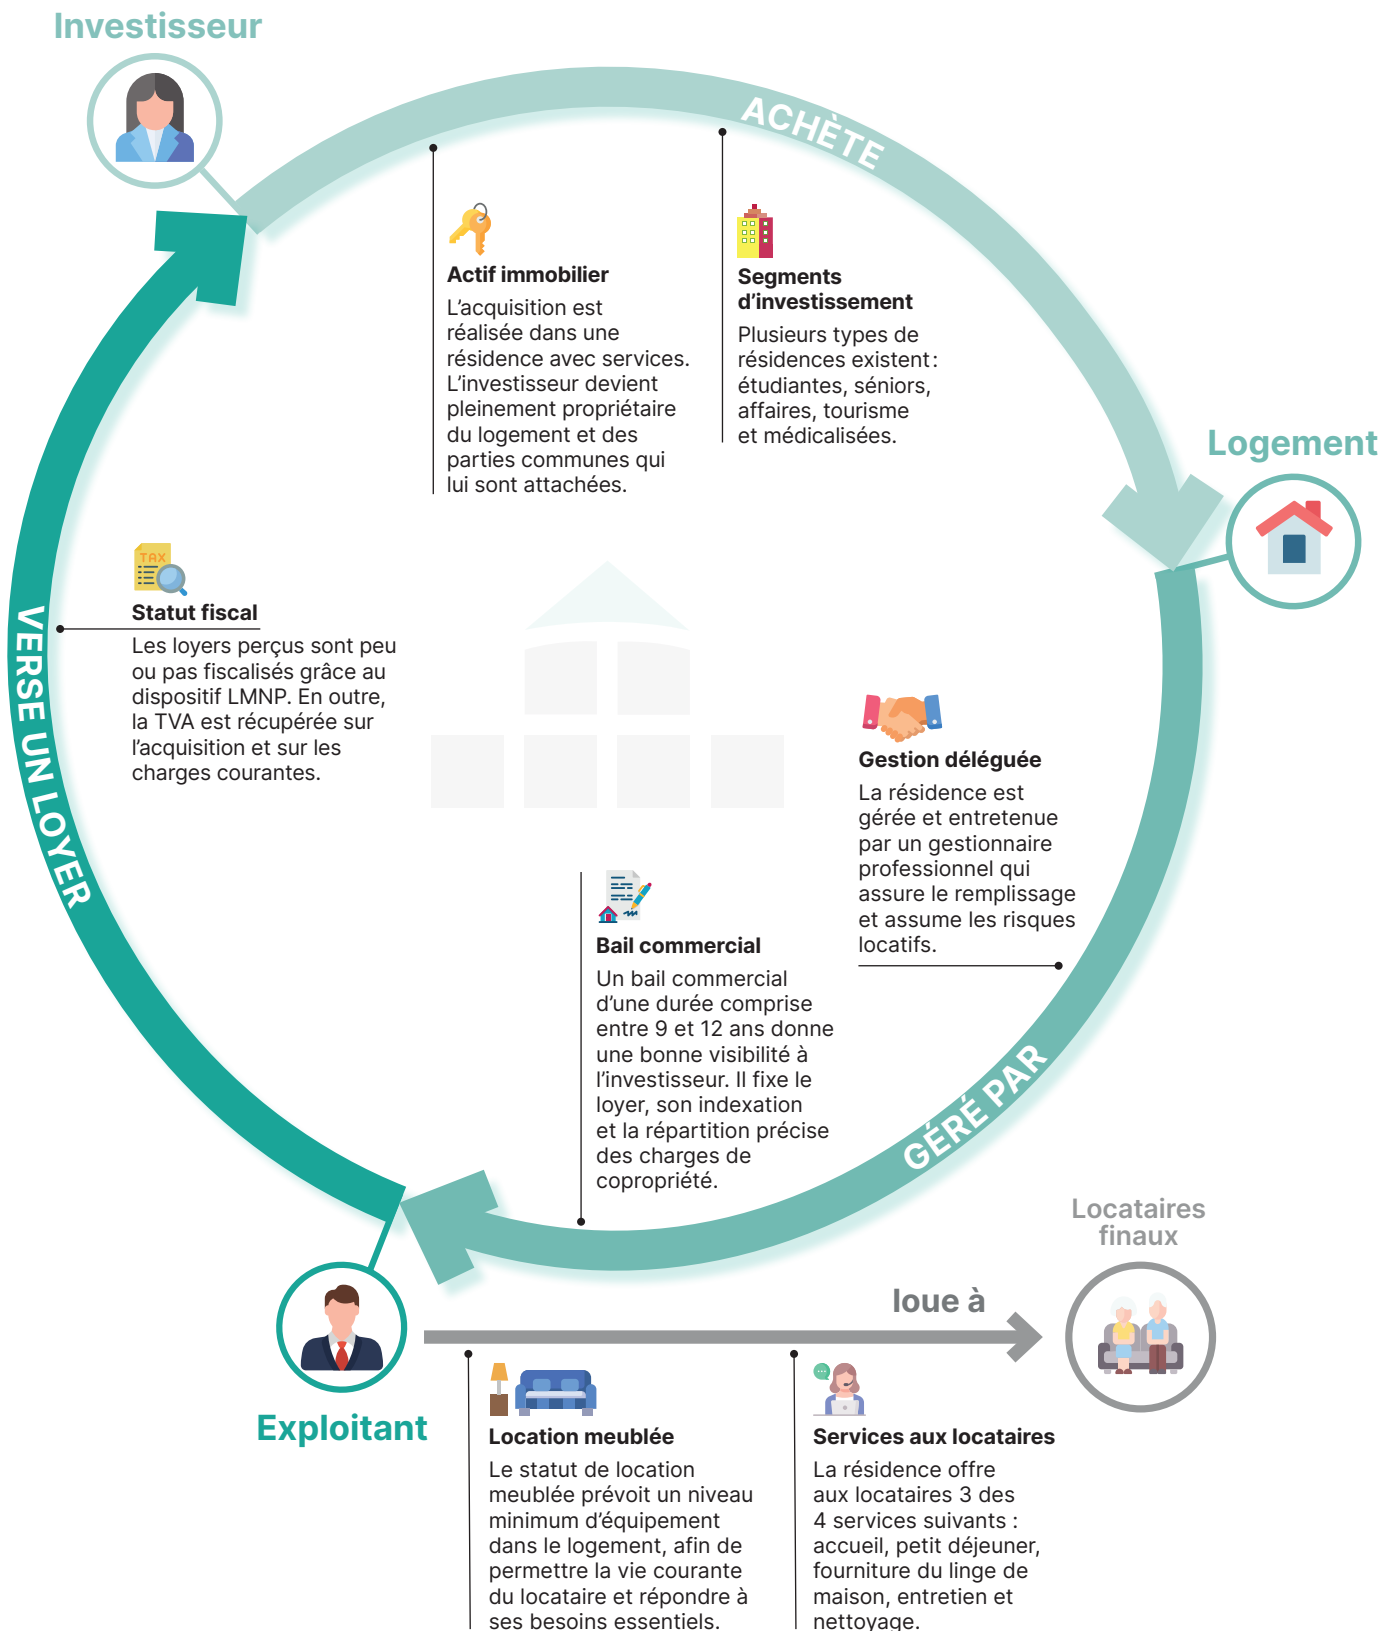 Investisseur
ACHÈTE
Actif immobilier
L’acquisition est
réalisée dans une
résidence avec services.
L’investisseur devient
pleinement propriétaire
du logement et des
parties communes qui
lui sont attachées.
Segments
d’investissement
Plusieurs types de
résidences existent :
étudiantes, séniors,
affaires, tourisme
et médicalisées.
Logement
TAX
Statut fiscal
Les loyers perçus sont peu
ou pas fiscalisés grâce au
dispositif LMNP. En outre,
la TVA est récupérée sur
l’acquisition et sur les
charges courantes.
VERSE UN LOYER
Gestion déléguée
La résidence est
gérée et entretenue
par un gestionnaire
professionnel qui
assure le remplissage
et assume les risques
locatifs.
Bail commercial
Un bail commercial
d’une durée comprise
entre 9 et 12 ans donne
une bonne visibilité à
l’investisseur. Il fixe le
loyer, son indexation
et la répartition précise
des charges de
copropriété.
GÉRÉ PAR
Locataires
finaux
loue à
Exploitant
Location meublée
Le statut de location
meublée prévoit un niveau
minimum d’équipement
dans le logement, afin de
permettre la vie courante
du locataire et répondre à
ses besoins essentiels.
Services aux locataires
La résidence offre
aux locataires 3 des
4 services suivants :
accueil, petit déjeuner,
fourniture du linge de
maison, entretien et
nettoyage.